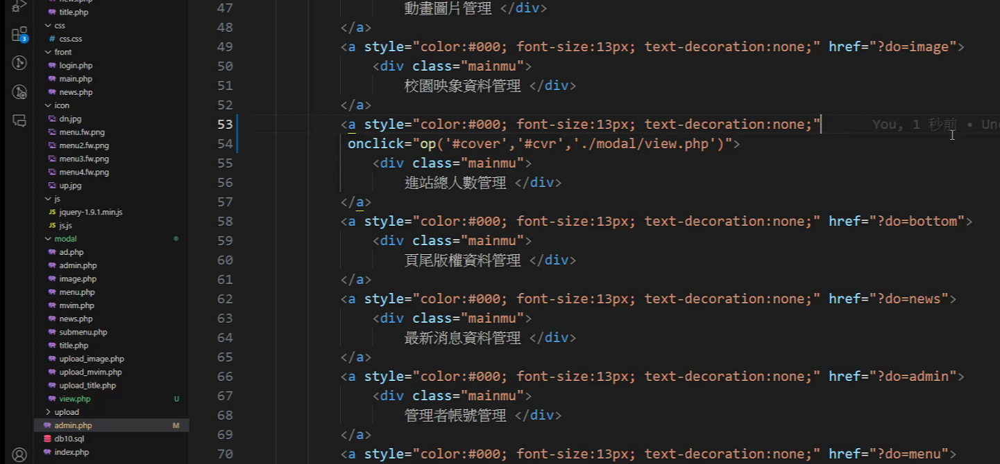 news.php
title.php
css
# css.css
front
login.php
main.php
news.php
icon
dn.jpg
menu.fw.png
menu2.fw.png
menu3.fw.png
menu4.fw.png
up.jpg
js
JS jquery-1.9.1.min.js
JS js.js
modal
ad.php
admin.php
image.php
menu.php
mvim.php
news.php
submenu.php
title.php
upload_image.php
upload_mvim.php
upload_title.php
view.php U
upload
admin.php M
db10.sql
index.php
3
47 動畫圖片管理 </div>
48 </a>
49 <a style="color:#000; font-size:13px; text-decoration:none;" href="?do=image">
50 <div class="mainmu">
51 校園映象資料管理 </div>
52 </a>
53 <a style="color:#000; font-size:13px; text-decoration:none;" You, 1 秒前 • Unc
54 onclick="op('#cover','#cvr','./modal/view.php')">
55 <div class="mainmu">
56 進站總人數管理 </div>
57 </a>
58 <a style="color:#000; font-size:13px; text-decoration:none;" href="?do=bottom">
59 <div class="mainmu">
60 頁尾版權資料管理 </div>
61 </a>
62 <a style="color:#000; font-size:13px; text-decoration:none;" href="?do=news">
63 <div class="mainmu">
64 最新消息資料管理 </div>
65 </a>
66 <a style="color:#000; font-size:13px; text-decoration:none;" href="?do=admin">
67 <div class="mainmu">
68 管理者帳號管理 </div>
69 </a>
70 <a style="color:#000; font-size:13px; text-decoration:none;" href="?do=menu">